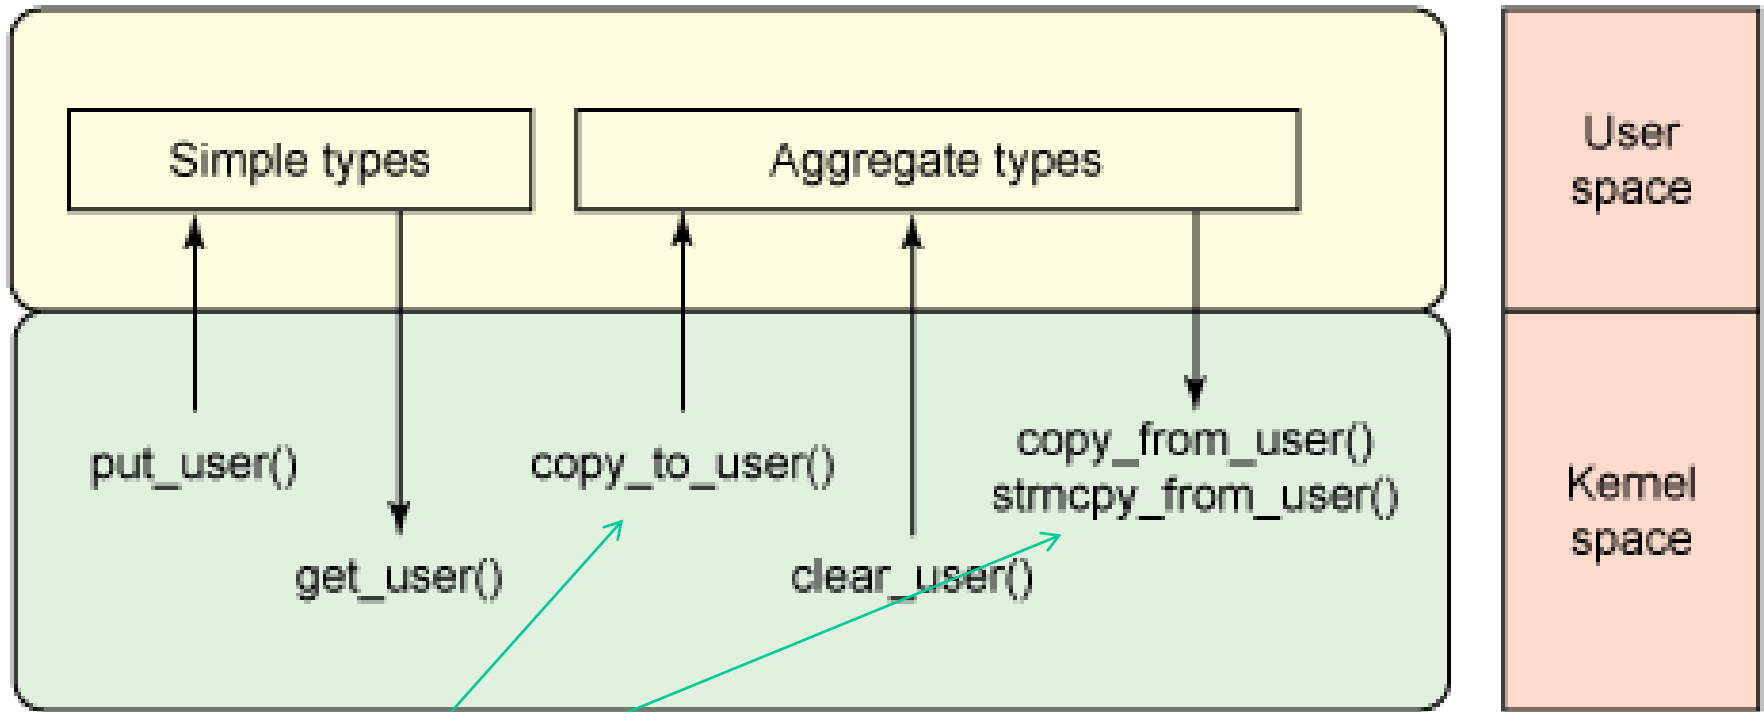 Simple types
Aggregate types
User
space
put_user()
copy_to_user()
copy_from_user()
strncpy_from_user()
get_user()
clear_user()
Kernel
space